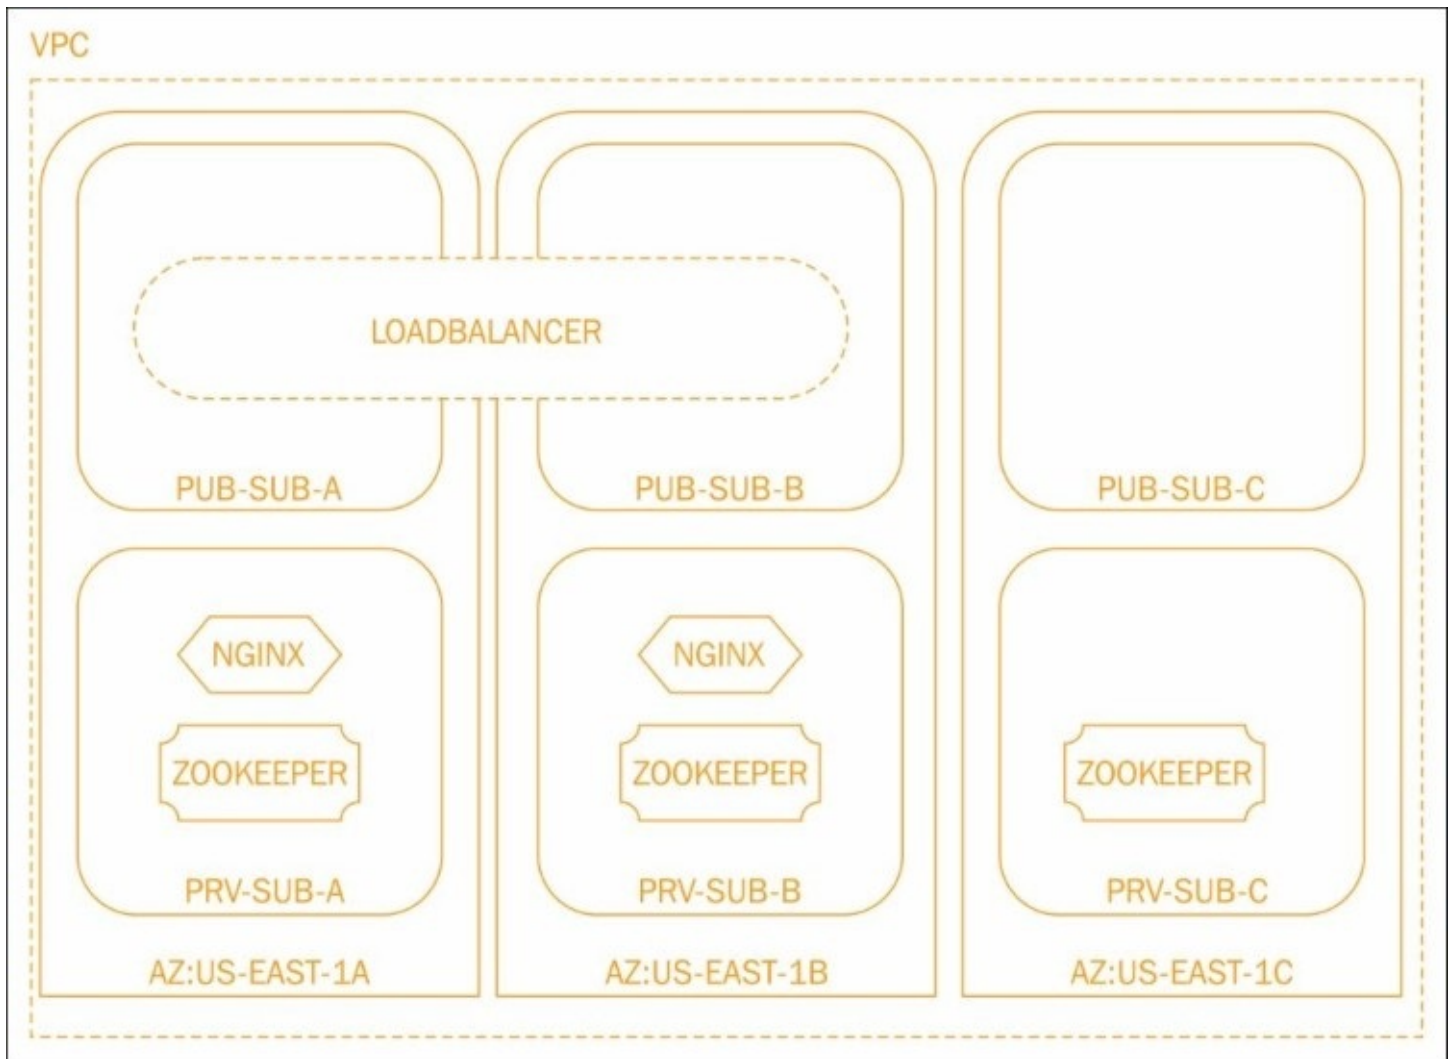 VPC
LOADBALANCER
PUB-SUB-A
PUB-SUB-B
PUB-SUB-C
NGINX
NGINX
ZOOKEEPER
ZOOKEEPER
ZOOKEEPER
PRV-SUB-A
PRV-SUB-B
PRV-SUB-C
AZ:US-EAST-1A
AZ:US-EAST-1B
AZ:US-EAST-1C